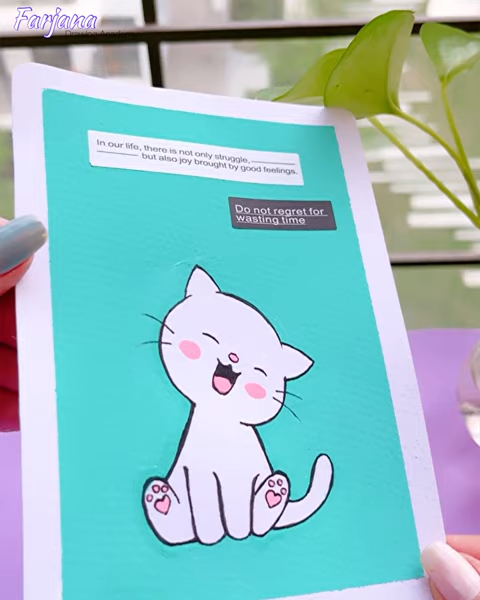 Farjana
In our life, there is not only struggle,
but also joy brought by good feelings.
Do not regret for
wasting time